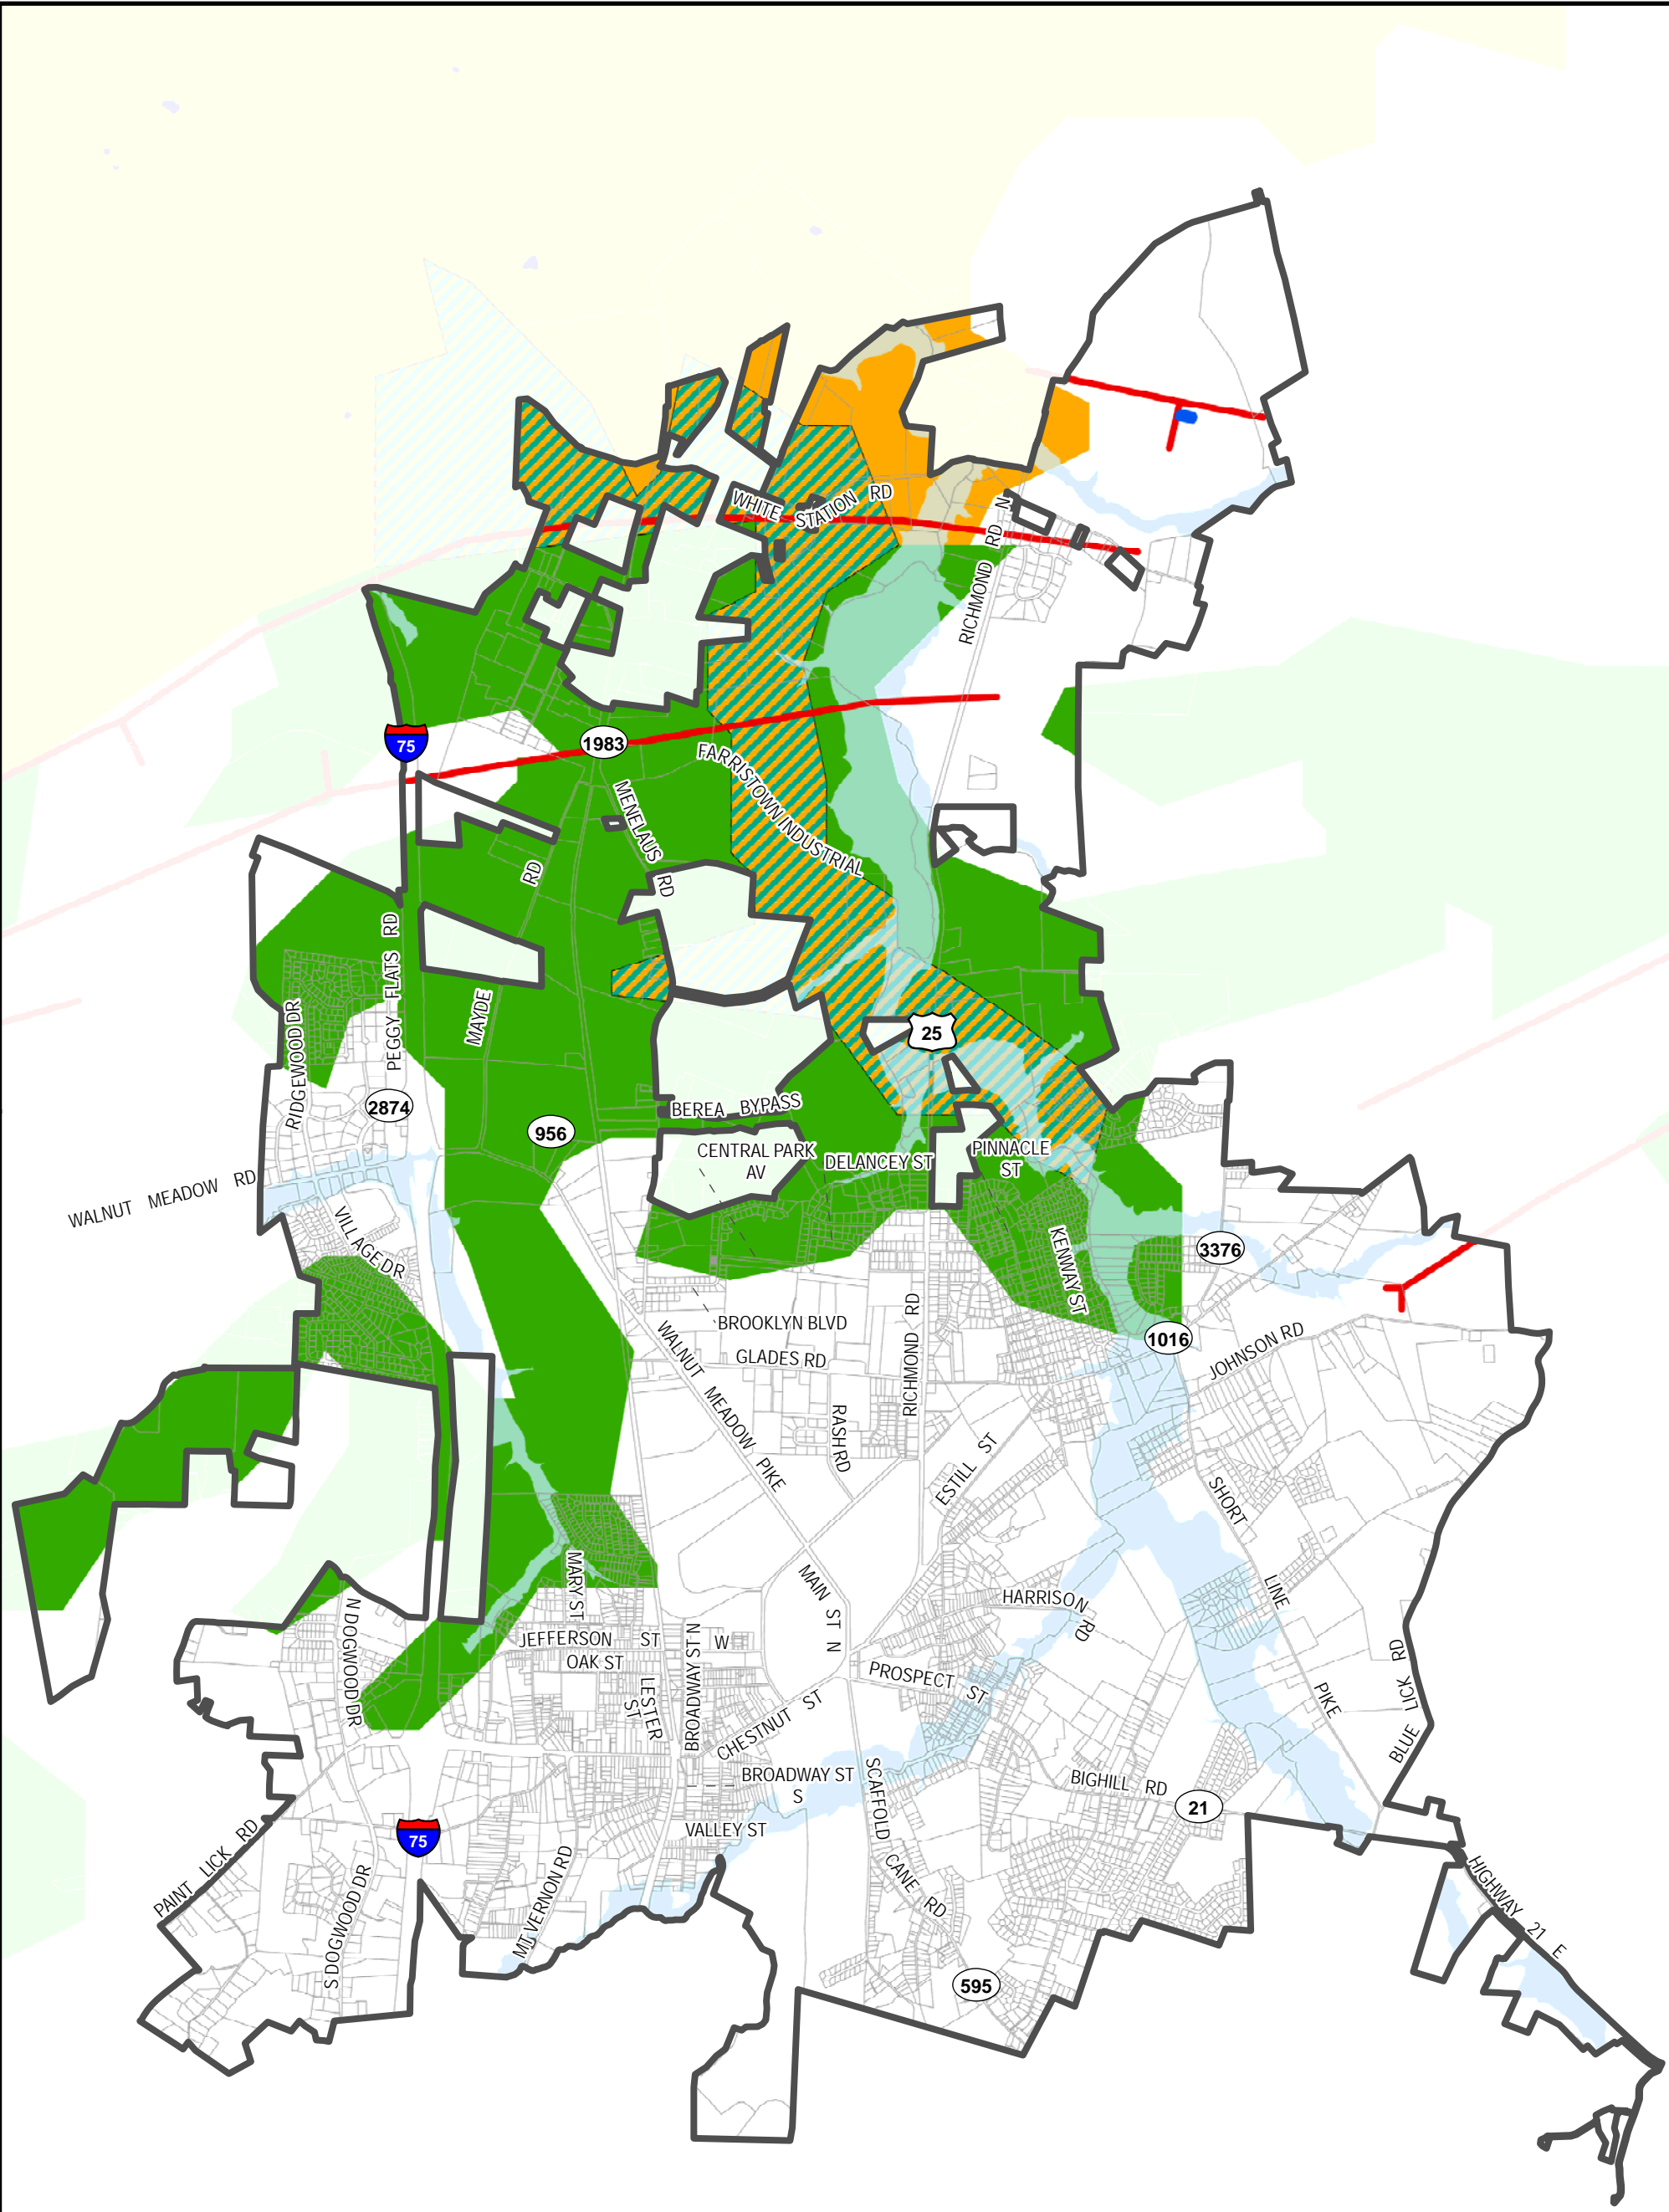 WHITE STATION RD
RICHMOND RD N
75
1983
FARRISTOWN INDUSTRIAL
MENELAUS RD
RD
MAYDE
PEGGY FLATS RD
RIDGEWOOD DR
25
2874
BEREA BYPASS
956
CENTRAL PARK
AV
DELANCEY ST
PINNACLE
ST
WALNUT MEADOW RD
VILLAGE DR
KENWAY ST
3376
BROOKLYN BLVD
1016
JOHNSON RD
GLADES RD
RICHMOND RD
WALNUT MEADOW PIKE
RASH RD
ESTILL ST
SHORT LINE PIKE
MARY ST
MAIN ST N
HARRISON
RD
N DOGWOOD DR
JEFFERSON ST W
OAK ST
LESTER
ST
BROADWAY ST N
PROSPECT ST
CHESTNUT ST
BLUE LICK RD
BROADWAY ST
S
BIGHILL RD
21
SCAFFOLD CANE RD
VALLEY ST
75
PAINT LICK RD
S DOGWOOD DR
MT VERNON RD
HIGHWAY 21 E
595